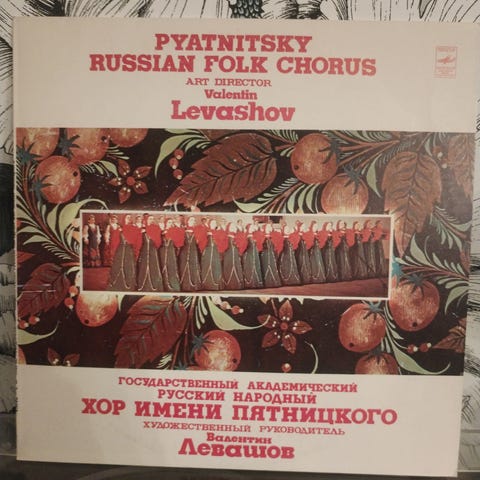 PYATNITSKY
RUSSIAN FOLK CHORUS
ART DIRECTOR
Valentin
Levashov
ГОСУДАРСТВЕННЫЙ АКАДЕМИЧЕСКИЙ
РУССКИЙ НАРОДНЫЙ
ХОР ИМЕНИ ПЯТНИЦКОГО
ХУДОЖЕСТВЕННЫЙ РУКОВОДИТЕЛЬ
Валентин
Левашов